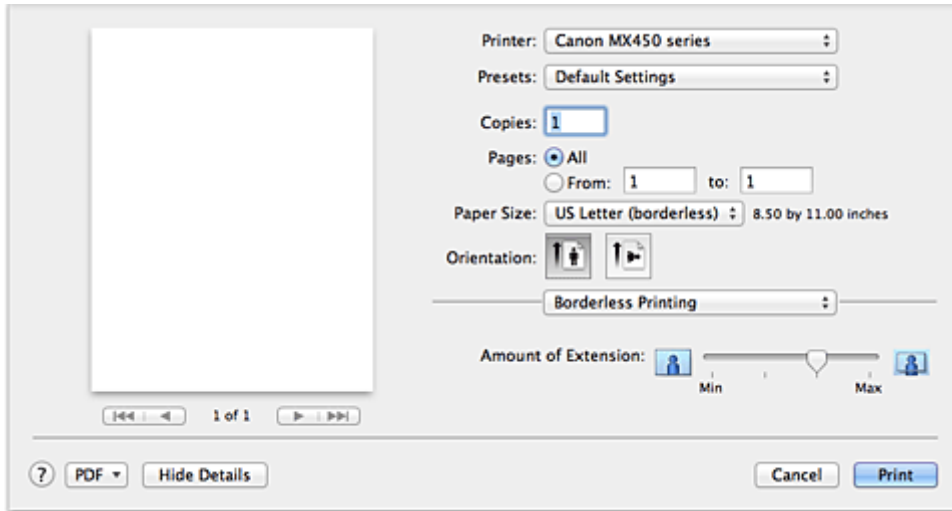 Printer: Canon MX450 series
Presets: Default Settings
Copies: 1
Pages: All
From: 1 to: 1
Paper Size: US Letter (borderless) 8.50 by 11.00 inches
Orientation:
Borderless Printing
Amount of Extension:
Min Max
1 of 1
? PDF Hide Details Cancel Print